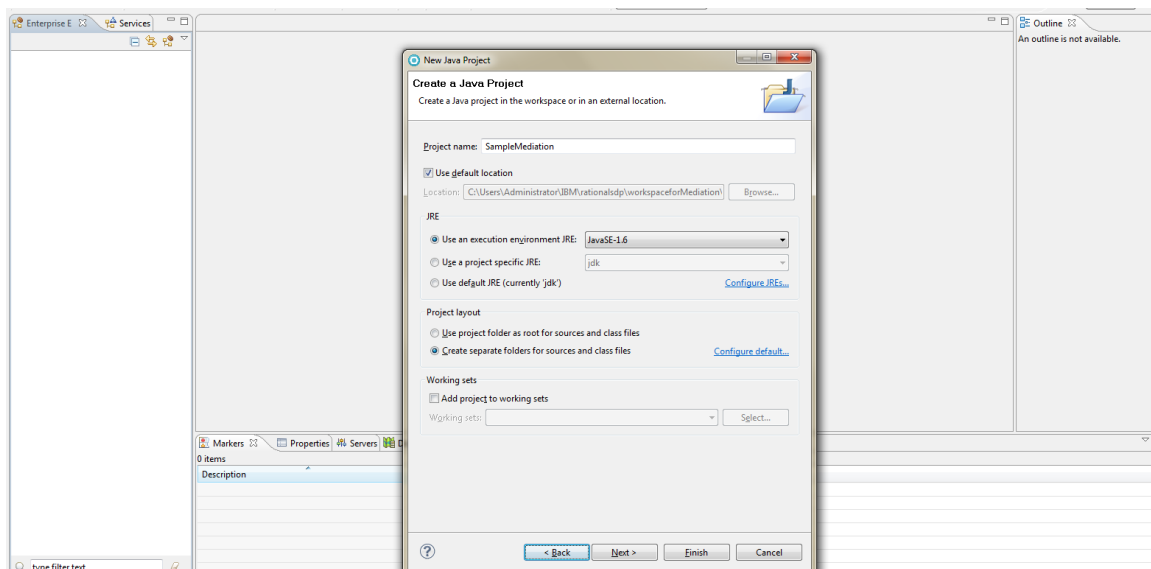 Enterprise E
Services
Outline
An outline is not available.
New Java Project
Create a Java Project
Create a Java project in the workspace or in an external location.
Project name: SampleMediation
Use default location
Location: C:\Users\Administrator\IBM\rationalsdp\workspaceforMediation\ Browse...
JRE
Use an execution environment JRE: JavaSE-1.6
Use a project specific JRE: jdk
Use default JRE (currently 'jdk') Configure JREs...
Project layout
Use project folder as root for sources and class files
Create separate folders for sources and class files Configure default...
Working sets
Add project to working sets
Working sets: Select...
Markers Properties Servers D
0 items
Description
< Back Next > Finish Cancel
type filter text